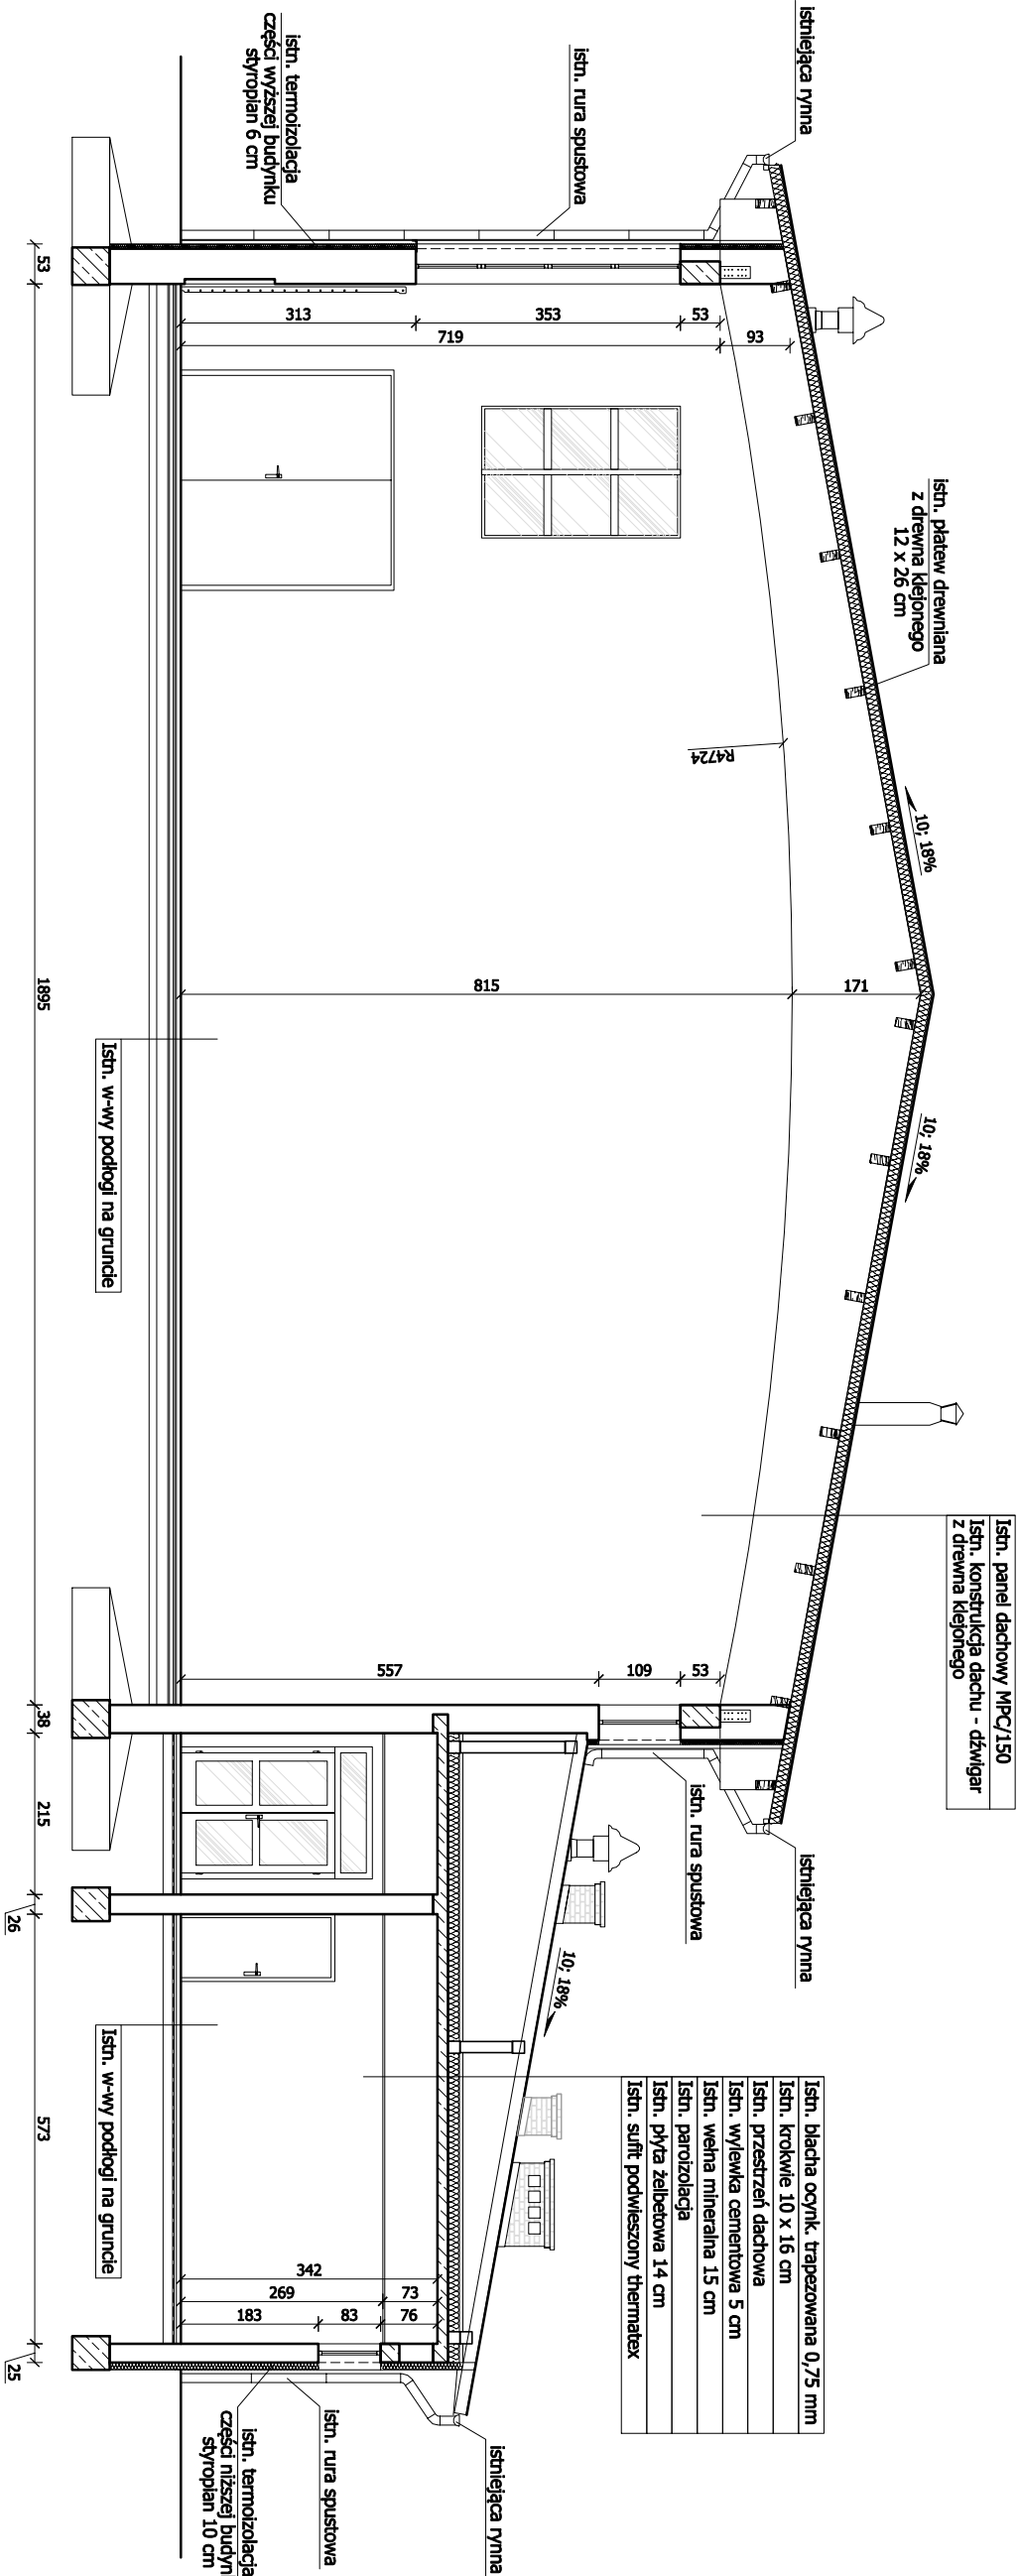 istniejąca rynna
istn. rura spustowa
istn. termoizolacja
części wyższej budynku
styropian 6 cm
istn. płatew drewniana
z drewna klejonego
12 x 26 cm
10; 18%
10; 18%
R4724
Istn. panel dachowy MPC/150
Istn. konstrukcja dachu - dźwigar
z drewna klejonego
istniejąca rynna
istn. rura spustowa
10; 18%
Istn. blacha ocynk. trapezowana 0,75 mm
Istn. krokwie 10 x 16 cm
Istn. przestrzeń dachowa
Istn. wylewka cementowa 5 cm
Istn. wełna mineralna 15 cm
Istn. paroizolacja
Istn. płyta żelbetowa 14 cm
Istn. sufit podwieszony thermatex
istniejąca rynna
istn. rura spustowa
istn. termoizolacja
części niższej budyn
styropian 10 cm
93
53
353
313
719
171
815
53
109
557
342
73
269
76
83
183
Istn. w-wy podłogi na gruncie
Istn. w-wy podłogi na gruncie
53
1895
38
215
26
573
25